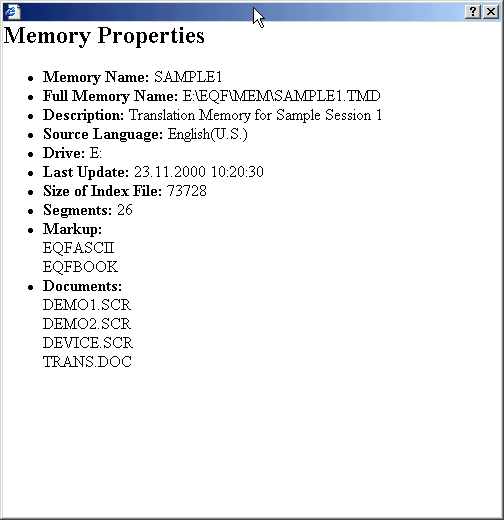 Memory Properties
Memory Name: SAMPLE1
Full Memory Name: E:\EQF\MEM\SAMPLE1.TMD
Description: Translation Memory for Sample Session 1
Source Language: English(U.S.)
Drive: E:
Last Update: 23.11.2000 10:20:30
Size of Index File: 73728
Segments: 26
Markup:
EQFASCII
EQFBOOK
Documents:
DEMO1.SCR
DEMO2.SCR
DEVICE.SCR
TRANS.DOC